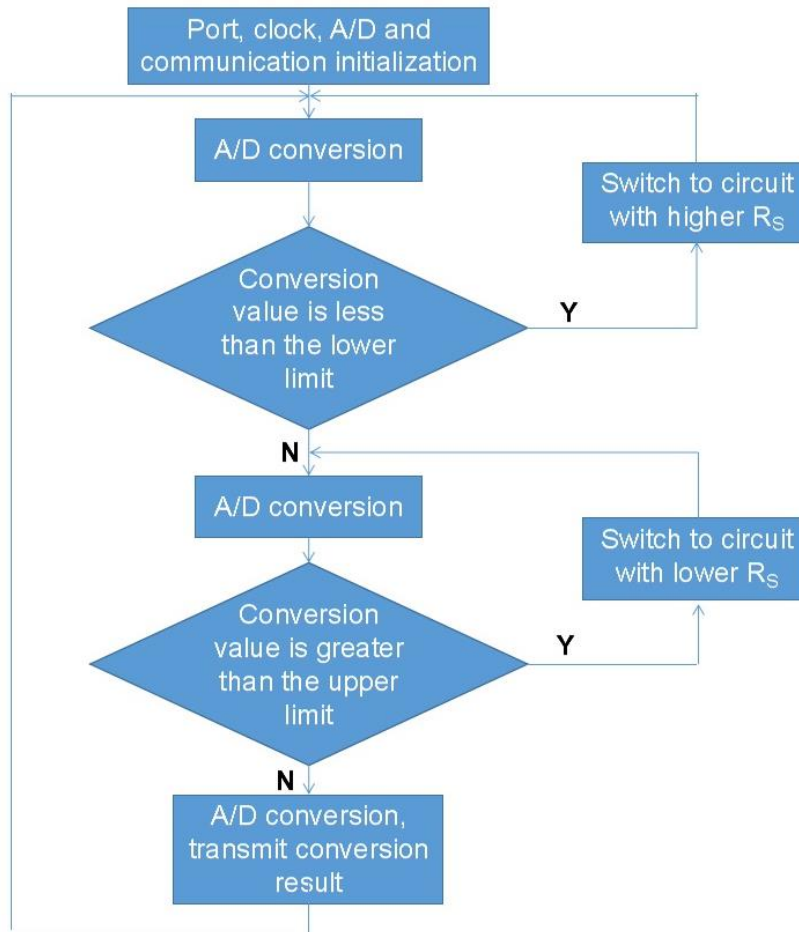 Port, clock, A/D and
communication initialization
A/D conversion
Switch to circuit
with higher RS
Conversion
value is less
than the lower
limit
Y
N
A/D conversion
Switch to circuit
with lower RS
Conversion
value is greater
than the upper
limit
Y
N
A/D conversion,
transmit conversion
result